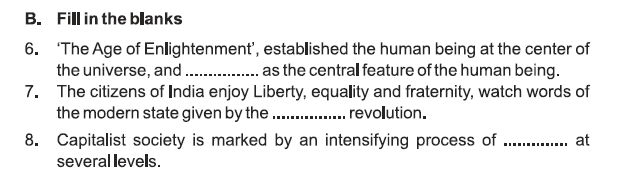 B. Fill in the blanks
6. 'The Age of Enlightenment', established the human being at the center of
the universe, and ................ as the central feature of the human being.
7. The citizens of India enjoy Liberty, equality and fraternity, watch words of
the modern state given by the ................ revolution.
8. Capitalist society is marked by an intensifying process of .............. at
several levels.